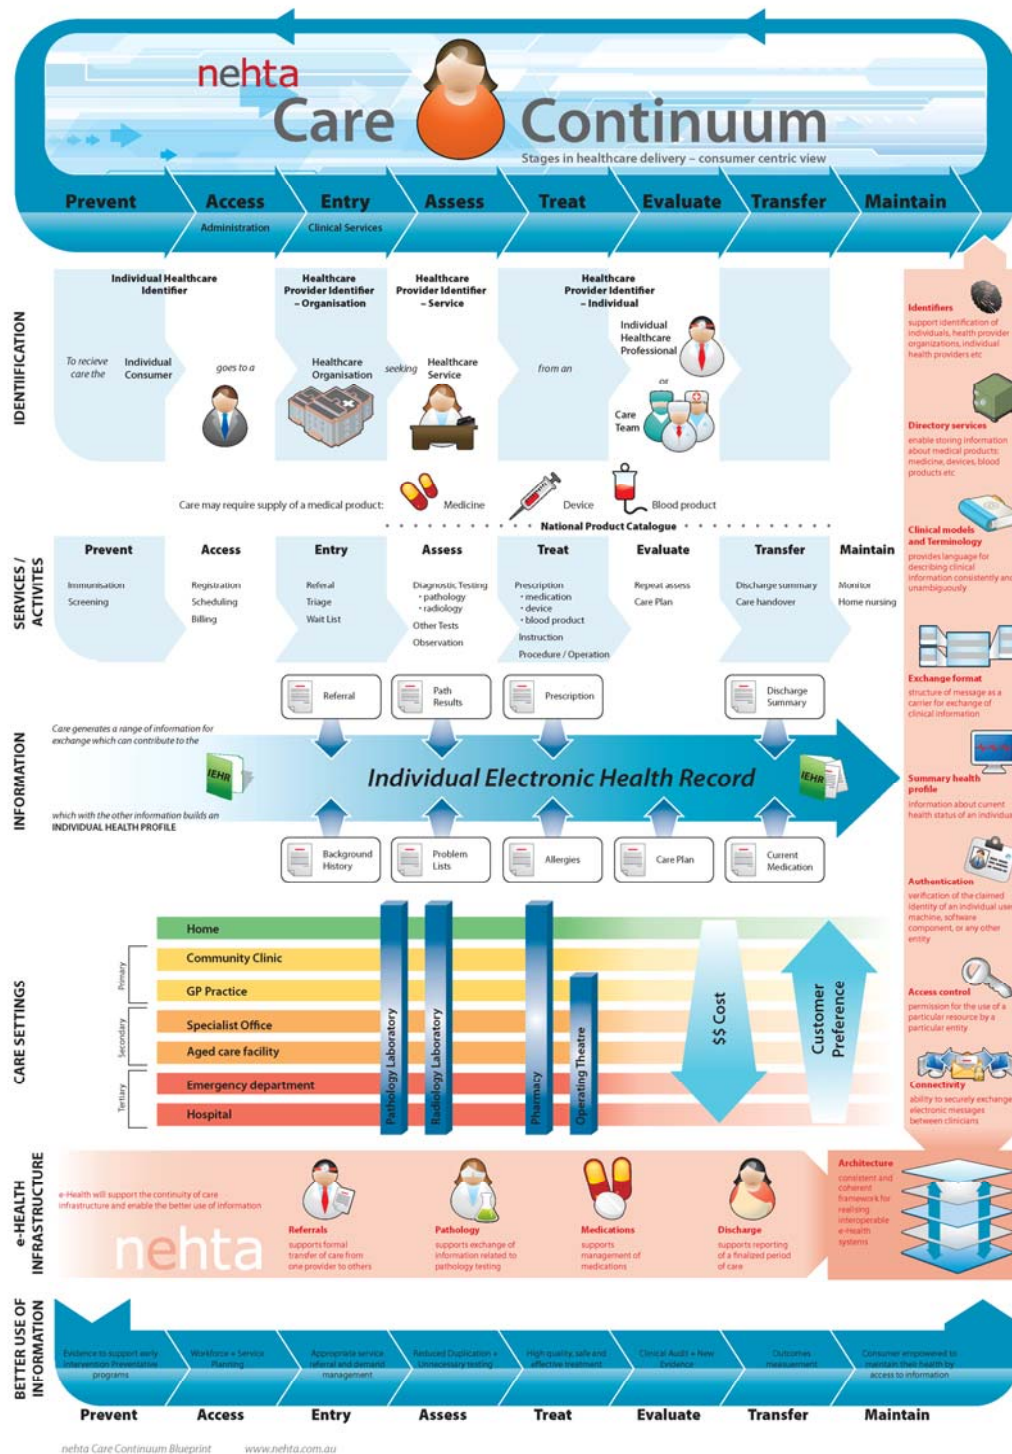 nehta
Care Continuum
Stages in healthcare delivery – consumer centric view
Prevent
Access
Entry
Assess
Treat
Evaluate
Transfer
Maintain
Administration
Clinical Services
IDENTIIFICATION
Individual Healthcare
Identifier
Healthcare
Provider Identifier
– Organisation
Healthcare
Provider Identifier
– Service
Healthcare
Provider Identifier
– Individual
To recieve
care the
Individual
Consumer
goes to a
Healthcare
Organisation
seeking
Healthcare
Service
from an
Individual
Healthcare
Professional
or
Care
Team
Care may require supply of a medical product:
Medicine
Device
Blood product
National Product Catalogue
SERVICES /
ACTIVITES
Prevent
Immunisation
Screening
Access
Registration
Scheduling
Billing
Entry
Referal
Triage
Wait List
Assess
Diagnostic Testing
• pathology
• radiology
Other Tests
Observation
Treat
Prescription
• medication
• device
• blood product
Instruction
Procedure / Operation
Evaluate
Repeat assess
Care Plan
Transfer
Discharge summary
Care handover
Maintain
Monitor
Home nursing
INFORMATION
Referral
Path
Results
Prescription
Discharge
Summary
Care generates a range of information for
exchange which can contribute to the
IEHR
Individual Electronic Health Record
IEHR
which with the other information builds an
INDIVIDUAL HEALTH PROFILE
Background
History
Problem
Lists
Allergies
Care Plan
Current
Medication
CARE SETTINGS
Primary
Secondary
Tertiary
Home
Community Clinic
GP Practice
Specialist Office
Aged care facility
Emergency department
Hospital
Pathology Laboratory
Radiology Laboratory
Pharmacy
Operating Theatre
$$ Cost
Customer
Preference
Identifiers
support identification of
individuals, health provider
organizations, individual
health providers etc
Directory services
enable storing information
about medical products:
medicine, devices, blood
products etc
Clinical models
and Terminology
provides language for
describing clinical
information consistently and
unambiguously
Exchange format
structure of message as a
carrier for exchange of
clinical information
Summary health
profile
Information about current
health status of an individual
Authentication
verification of the claimed
identity of an individual user
machine, software
component, or any other
entity
Access control
permission for the use of a
particular resource by a
particular entity
Connectivity
ability to securely exchange
electronic messages
between clinicians
e-HEALTH
INFRASTRUCTURE
e-Health will support the continuity of care
infrastructure and enable the better use of information
nehta
Referrals
supports formal
transfer of care from
one provider to others
Pathology
supports exchange of
information related to
pathology testing
Medications
supports
management of
medications
Discharge
supports reporting
of a finalized period
of care
Architecture
consistent and
coherent
framework for
realising
interoperable
e-Health
systems
BETTER USE OF
INFORMATION
Evidence to support early
intervention Preventative
programs
Workforce + Service
Planning
Appropriate service
referral and demand
management
Reduced Duplication +
Unnecessary testing
High quality, safe and
effective treatment
Clinical Audit + New
Evidence
Outcomes
measurement
Consumer empowered to
maintain their health by
access to information
Prevent
Access
Entry
Assess
Treat
Evaluate
Transfer
Maintain
nehta Care Continuum Blueprint www.nehta.com.au